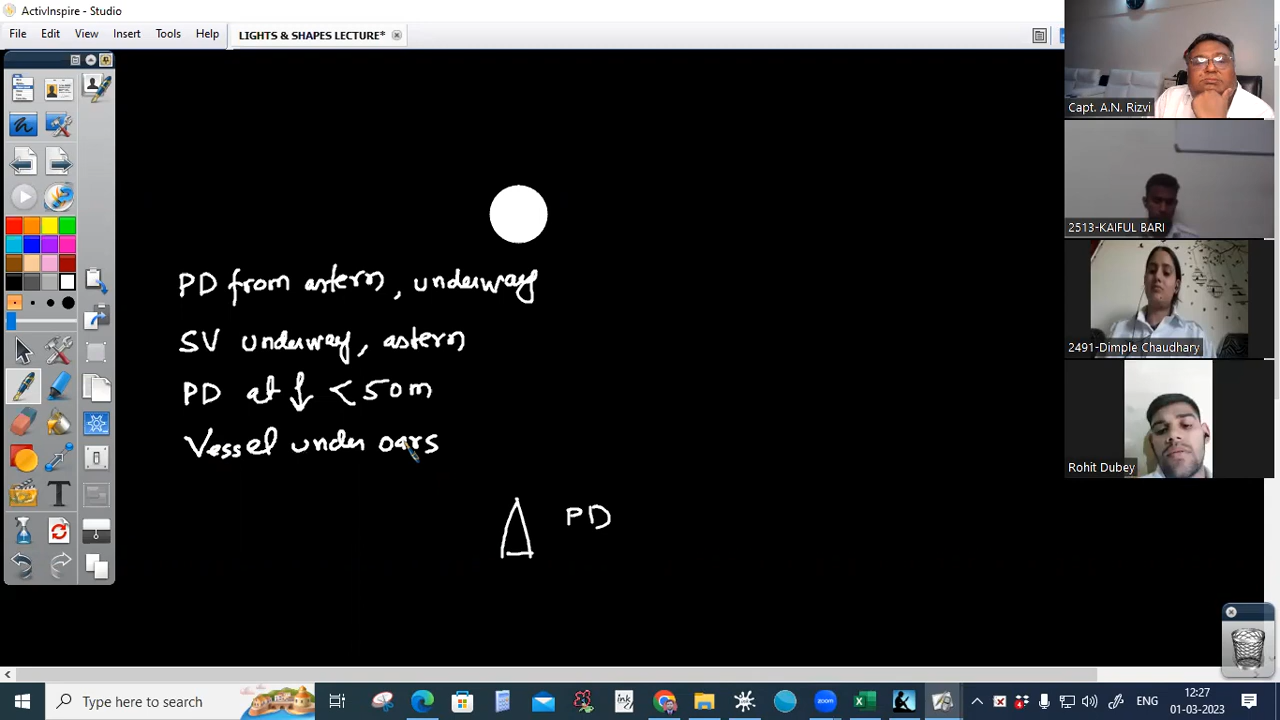 ActivInspire - Studio
File Edit View Insert Tools Help
LIGHTS & SHAPES LECTURE*
Capt. A.N. Rizvi
2513-KAIFUL BARI
2491-Dimple Chaudhary
Rohit Dubey
PD from astern, underway
SV underway, astern
PD at ⚓ < 50m
Vessel under oars
PD
Type here to search
ink
zoom
ENG
12:27
01-03-2023